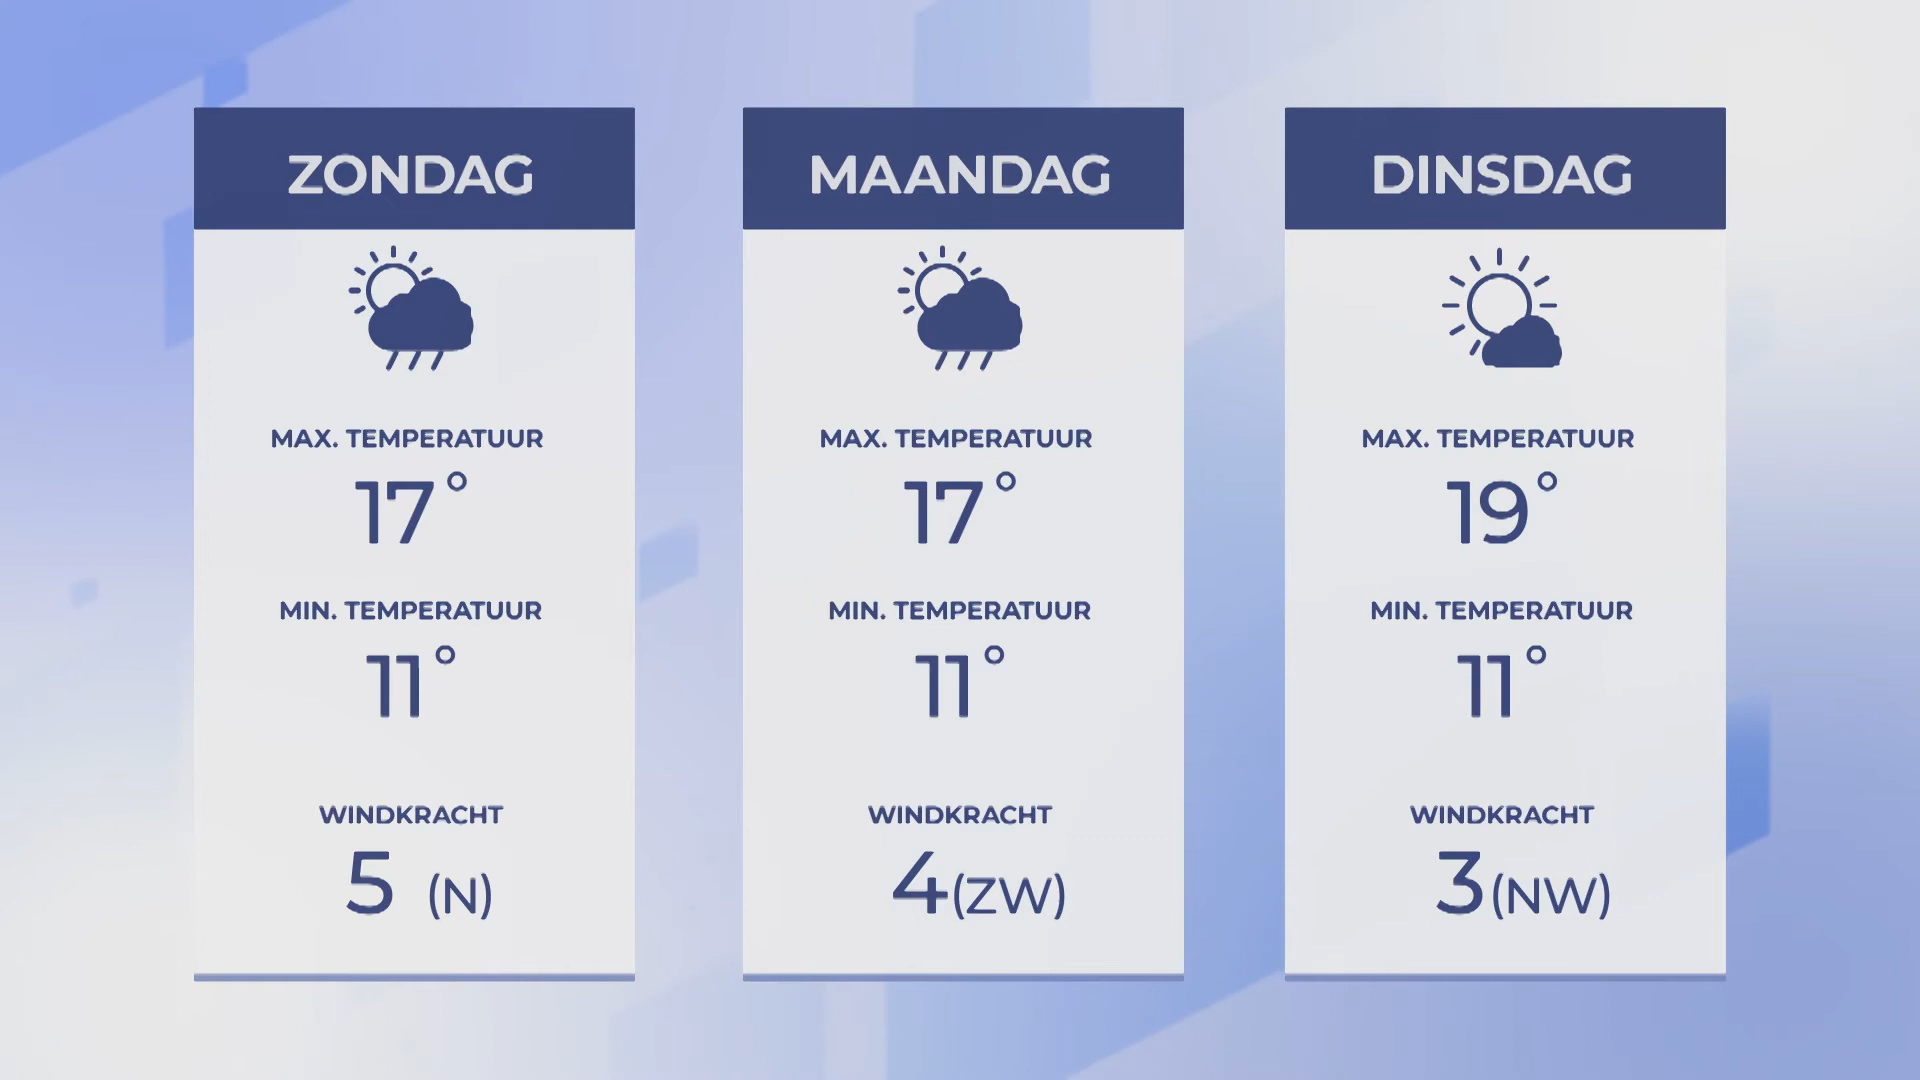 ZONDAG
MAX. TEMPERATUUR
17°
MIN. TEMPERATUUR
11°
WINDKRACHT
5 (N)
MAANDAG
MAX. TEMPERATUUR
17°
MIN. TEMPERATUUR
11°
WINDKRACHT
4(ZW)
DINSDAG
MAX. TEMPERATUUR
19°
MIN. TEMPERATUUR
11°
WINDKRACHT
3(NW)